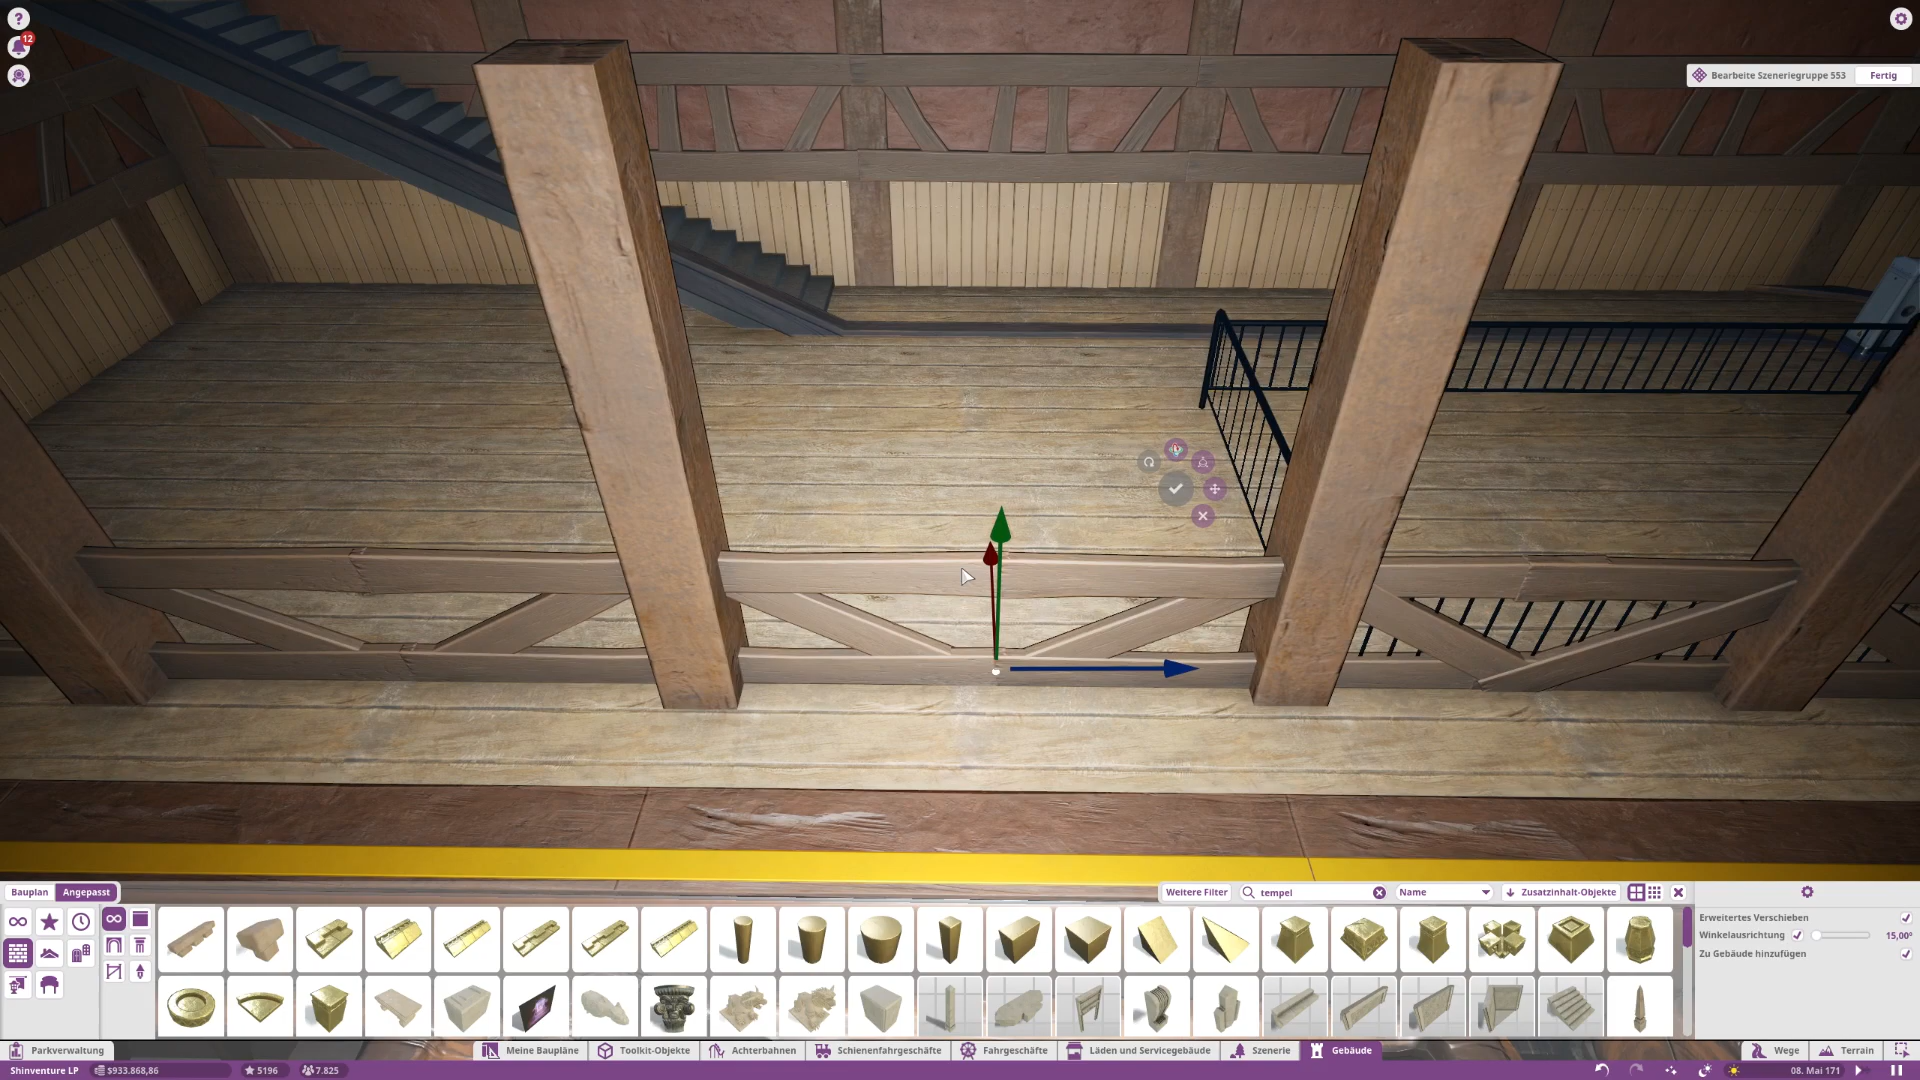 ?
12
Bearbeite Szeneriegruppe 553
Fertig
Bauplan
Angepasst
Weitere Filter
tempel
Name
Zusatzinhalt-Objekte
Erweitertes Verschieben
Winkelausrichtung
15,00°
Zu Gebäude hinzufügen
Parkverwaltung
Meine Baupläne
Toolkit-Objekte
Achterbahnen
Schienenfahrgeschäfte
Fahrgeschäfte
Läden und Servicegebäude
Szenerie
Gebäude
Wege
Terrain
Shinventure LP
$933.868,86
5196
7.825
08. Mai 171